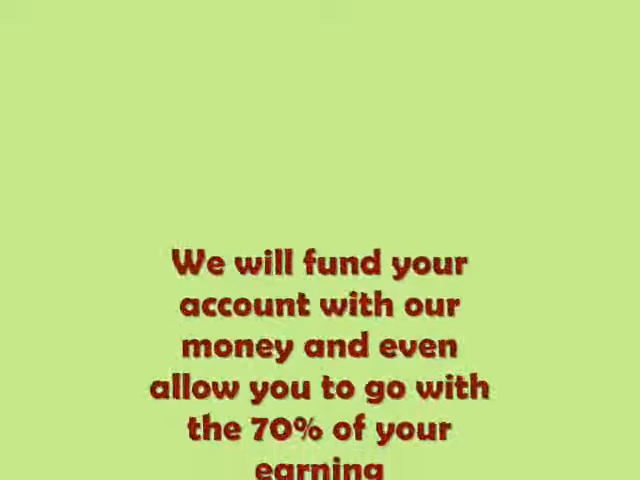 We will fund your
account with our
money and even
allow you to go with
the 70% of your
earning